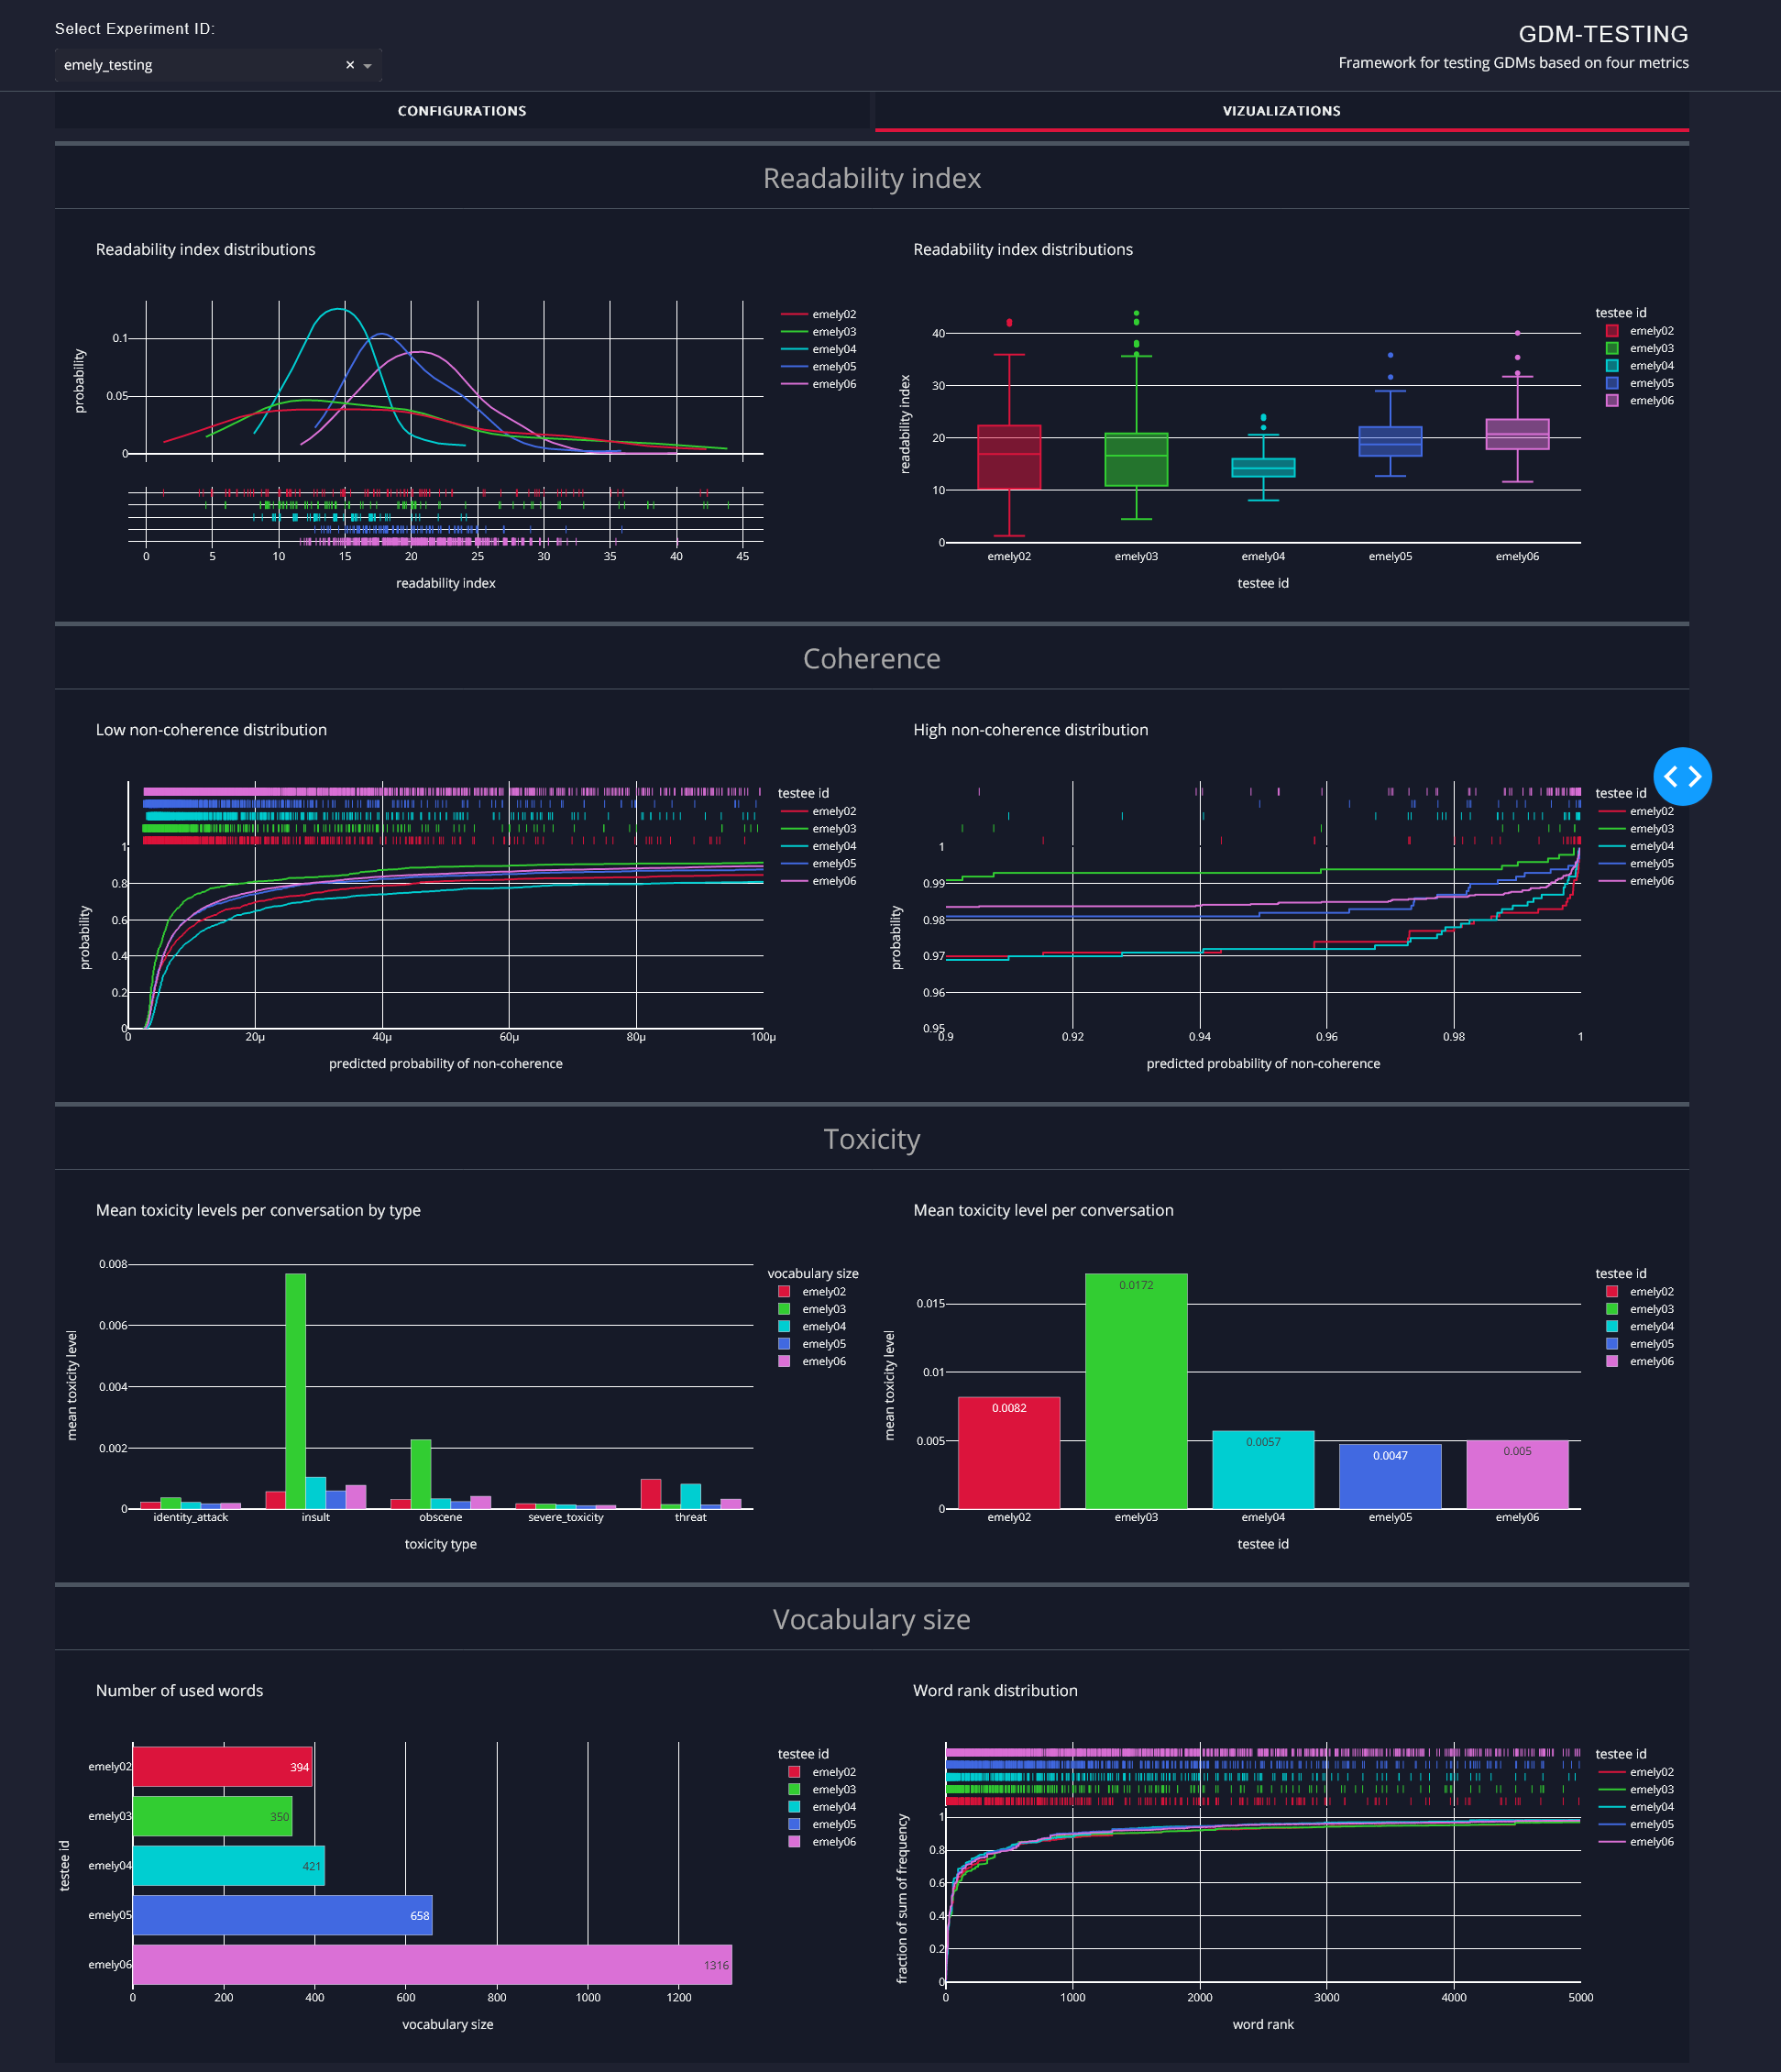 Select Experiment ID:
emely_testing
GDM-TESTING
Framework for testing GDMs based on four metrics
CONFIGURATIONS
VIZUALIZATIONS
Readability index
Readability index distributions
0.1
0.05
0
probability
emely02
emely03
emely04
emely05
emely06
0 5 10 15 20 25 30 35 40 45
readability index
Readability index distributions
40
30
20
10
0
readability index
testee id
emely02
emely03
emely04
emely05
emely06
emely02 emely03 emely04 emely05 emely06
testee id
Coherence
Low non-coherence distribution
1
0.8
0.6
0.4
0.2
0
probability
testee id
emely02
emely03
emely04
emely05
emely06
0 20μ 40μ 60μ 80μ 100μ
predicted probability of non-coherence
High non-coherence distribution
1
0.99
0.98
0.97
0.96
0.95
probability
testee id
emely02
emely03
emely04
emely05
emely06
0.9 0.92 0.94 0.96 0.98 1
predicted probability of non-coherence
Toxicity
Mean toxicity levels per conversation by type
0.008
0.006
0.004
0.002
0
mean toxicity level
vocabulary size
emely02
emely03
emely04
emely05
emely06
identity_attack insult obscene severe_toxicity threat
toxicity type
Mean toxicity level per conversation
0.015
0.01
0.005
0
mean toxicity level
0.0082
0.0172
0.0057
0.0047
0.005
testee id
emely02
emely03
emely04
emely05
emely06
emely02 emely03 emely04 emely05 emely06
testee id
Vocabulary size
Number of used words
testee id
emely02 394
emely03 350
emely04 421
emely05 658
emely06 1316
0 200 400 600 800 1000 1200
vocabulary size
testee id
emely02
emely03
emely04
emely05
emely06
Word rank distribution
1
0.8
0.6
0.4
0.2
0
fraction of sum of frequency
testee id
emely02
emely03
emely04
emely05
emely06
0 1000 2000 3000 4000 5000
word rank